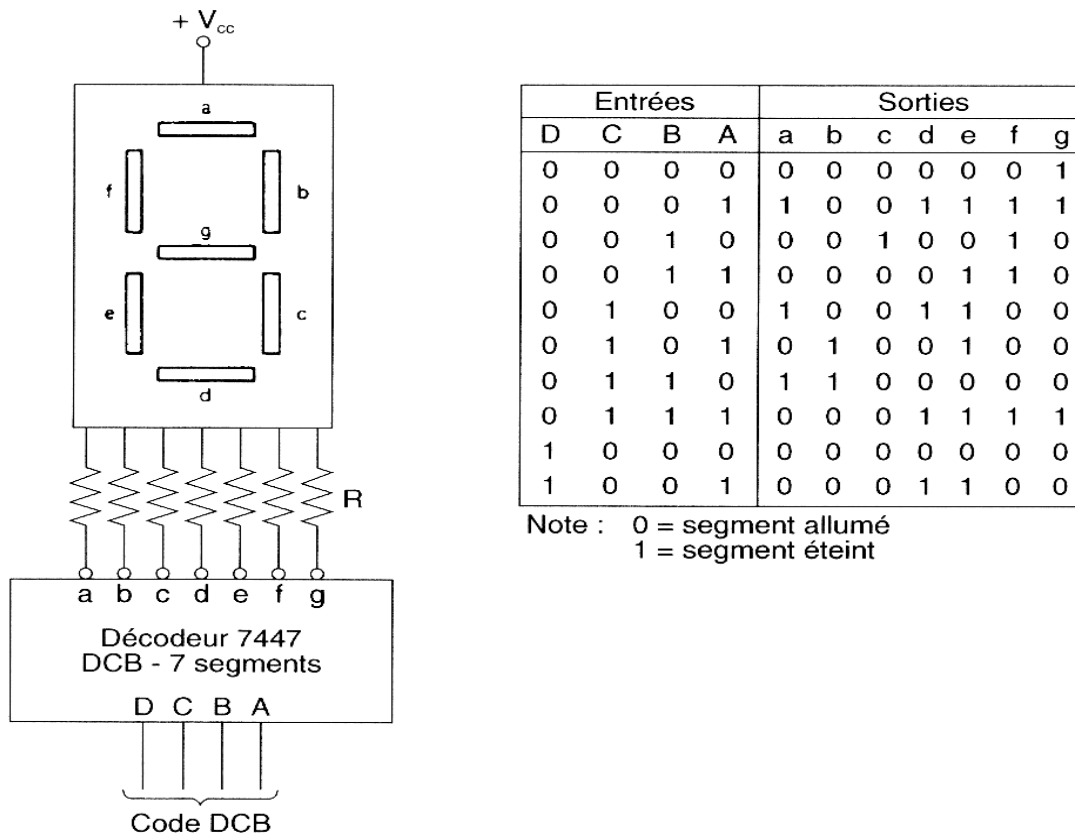 + Vcc
a
f
b
g
e
c
d
R
a b c d e f g
Décodeur 7447
DCB - 7 segments
D C B A
Code DCB
Entrées Sorties
D C B A a b c d e f g
0 0 0 0 0 0 0 0 0 0 1
0 0 0 1 1 0 0 1 1 1 1
0 0 1 0 0 0 1 0 0 1 0
0 0 1 1 0 0 0 0 1 1 0
0 1 0 0 1 0 0 1 1 0 0
0 1 0 1 0 1 0 0 1 0 0
0 1 1 0 1 1 0 0 0 0 0
0 1 1 1 0 0 0 1 1 1 1
1 0 0 0 0 0 0 0 0 0 0
1 0 0 1 0 0 0 1 1 0 0
Note : 0 = segment allumé
1 = segment éteint